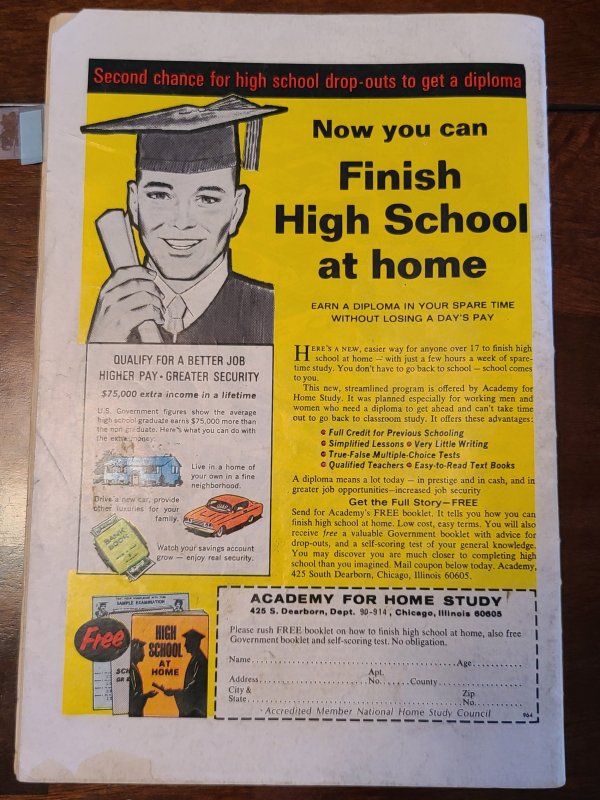 Second chance for high school drop-outs to get a diploma
Now you can
Finish
High School
at home
EARN A DIPLOMA IN YOUR SPARE TIME
WITHOUT LOSING A DAY'S PAY
QUALIFY FOR A BETTER JOB
HIGHER PAY • GREATER SECURITY
$75,000 extra income in a lifetime
U.S. Government figures show the average
high school graduate earns $75,000 more than
the non-graduate. Here's what you can do with
the extra money.
Live in a home of
your own in a fine
neighborhood.
Drive a new car, provide
other luxuries for your
family.
BANK
BOOK
Watch your savings account
grow — enjoy real security.
HERE'S A NEW, easier way for anyone over 17 to finish high
school at home — with just a few hours a week of spare-
time study. You don't have to go back to school — school comes
to you.
This new, streamlined program is offered by Academy for
Home Study. It was planned especially for working men and
women who need a diploma to get ahead and can't take time
out to go back to classroom study. It offers these advantages:
• Full Credit for Previous Schooling
• Simplified Lessons • Very Little Writing
• True-False Multiple-Choice Tests
• Qualified Teachers • Easy-to-Read Text Books
A diploma means a lot today — in prestige and in cash, and in
greater job opportunities—increased job security
Get the Full Story—FREE
Send for Academy's FREE booklet. It tells you how you can
finish high school at home. Low cost, easy terms. You will also
receive free a valuable Government booklet with advice for
drop-outs, and a self-scoring test of your general knowledge.
You may discover you are much closer to completing high
school than you imagined. Mail coupon below today. Academy,
425 South Dearborn, Chicago, Illinois 60605.
SAMPLE EXAMINATION
Free
HIGH
SCHOOL
AT
HOME
ACADEMY FOR HOME STUDY
425 S. Dearborn, Dept. 90-914, Chicago, Illinois 60605
Please rush FREE booklet on how to finish high school at home, also free
Government booklet and self-scoring test. No obligation.
Name Age
Apt.
Address No. County
City & Zip
State No.
Accredited Member National Home Study Council 964